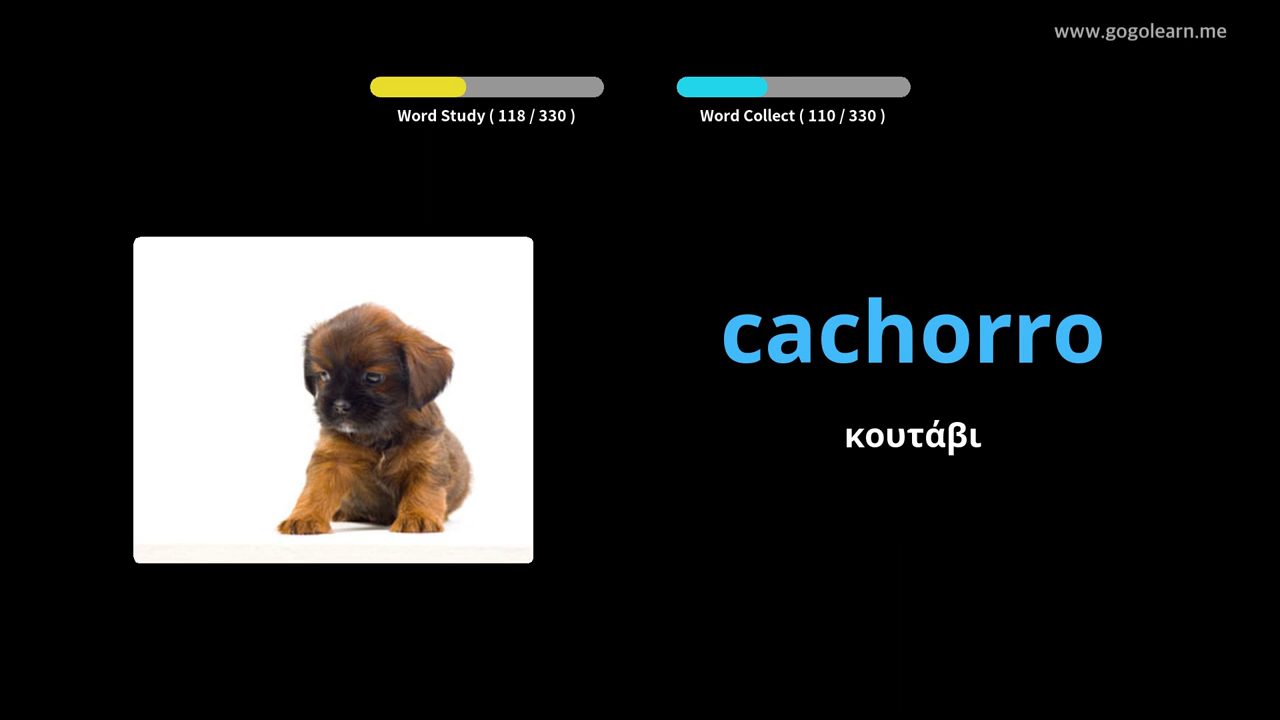 www.gogolearn.me
Word Study ( 118 / 330 )
Word Collect ( 110 / 330 )
cachorro
κουτάβι